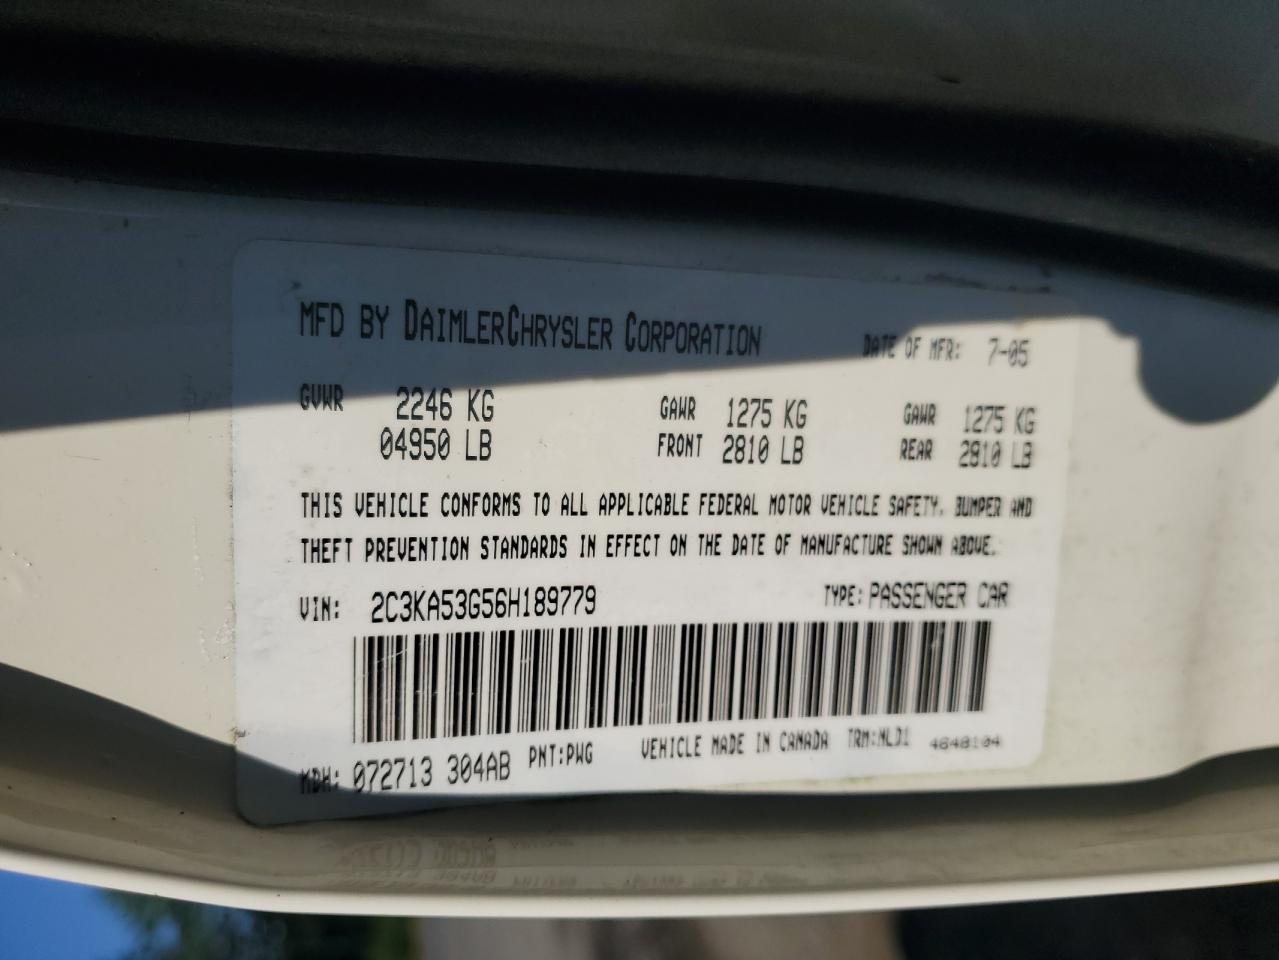 MFD BY DAIMLERCHRYSLER CORPORATION DATE OF MFR: 7-05
GVWR 2246 KG GAWR 1275 KG GAWR 1275 KG
04950 LB FRONT 2810 LB REAR 2810 LB
THIS VEHICLE CONFORMS TO ALL APPLICABLE FEDERAL MOTOR VEHICLE SAFETY, BUMPER AND
THEFT PREVENTION STANDARDS IN EFFECT ON THE DATE OF MANUFACTURE SHOWN ABOVE.
VIN: 2C3KA53G56H189779 TYPE: PASSENGER CAR
MDH: 072713 304AB PNT:PWG VEHICLE MADE IN CANADA TRM:NLD1 4648104